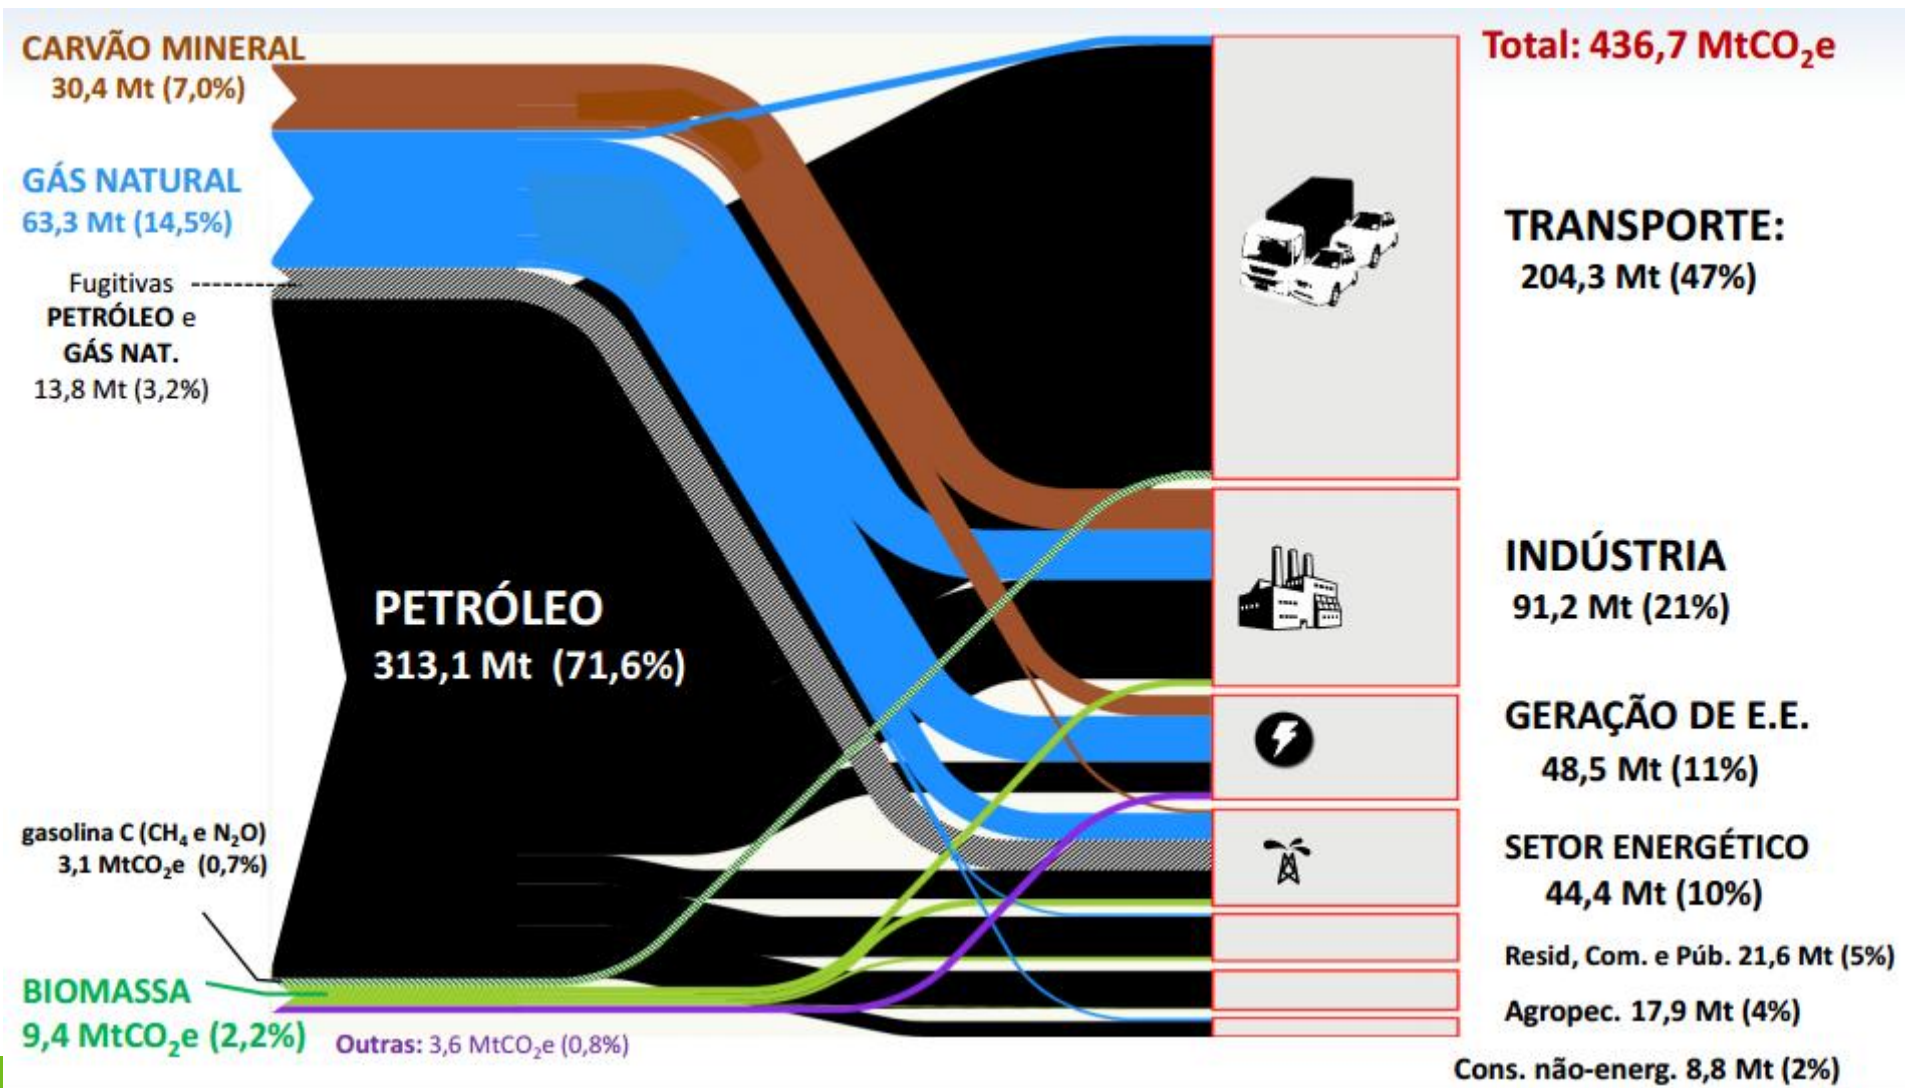 CARVÃO MINERAL
30,4 Mt (7,0%)
GÁS NATURAL
63,3 Mt (14,5%)
Fugitivas
PETRÓLEO e
GÁS NAT.
13,8 Mt (3,2%)
PETRÓLEO
313,1 Mt (71,6%)
gasolina C (CH₄ e N₂O)
3,1 MtCO₂e (0,7%)
BIOMASSA
9,4 MtCO₂e (2,2%)
Outras: 3,6 MtCO₂e (0,8%)
Total: 436,7 MtCO₂e
TRANSPORTE:
204,3 Mt (47%)
INDÚSTRIA
91,2 Mt (21%)
GERAÇÃO DE E.E.
48,5 Mt (11%)
SETOR ENERGÉTICO
44,4 Mt (10%)
Resid, Com. e Púb. 21,6 Mt (5%)
Agropec. 17,9 Mt (4%)
Cons. não-energ. 8,8 Mt (2%)